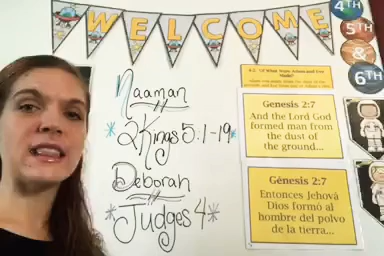 WELCOME
4TH
5TH
&
6TH
Naaman
*2Kings 5:1-19*
Deborah
*Judges 4*
Genesis 2:7
And the Lord God
formed man from
the dust of
the ground...
Génesis 2:7
Entonces Jehová
Dios formó al
hombre del polvo
de la tierra...